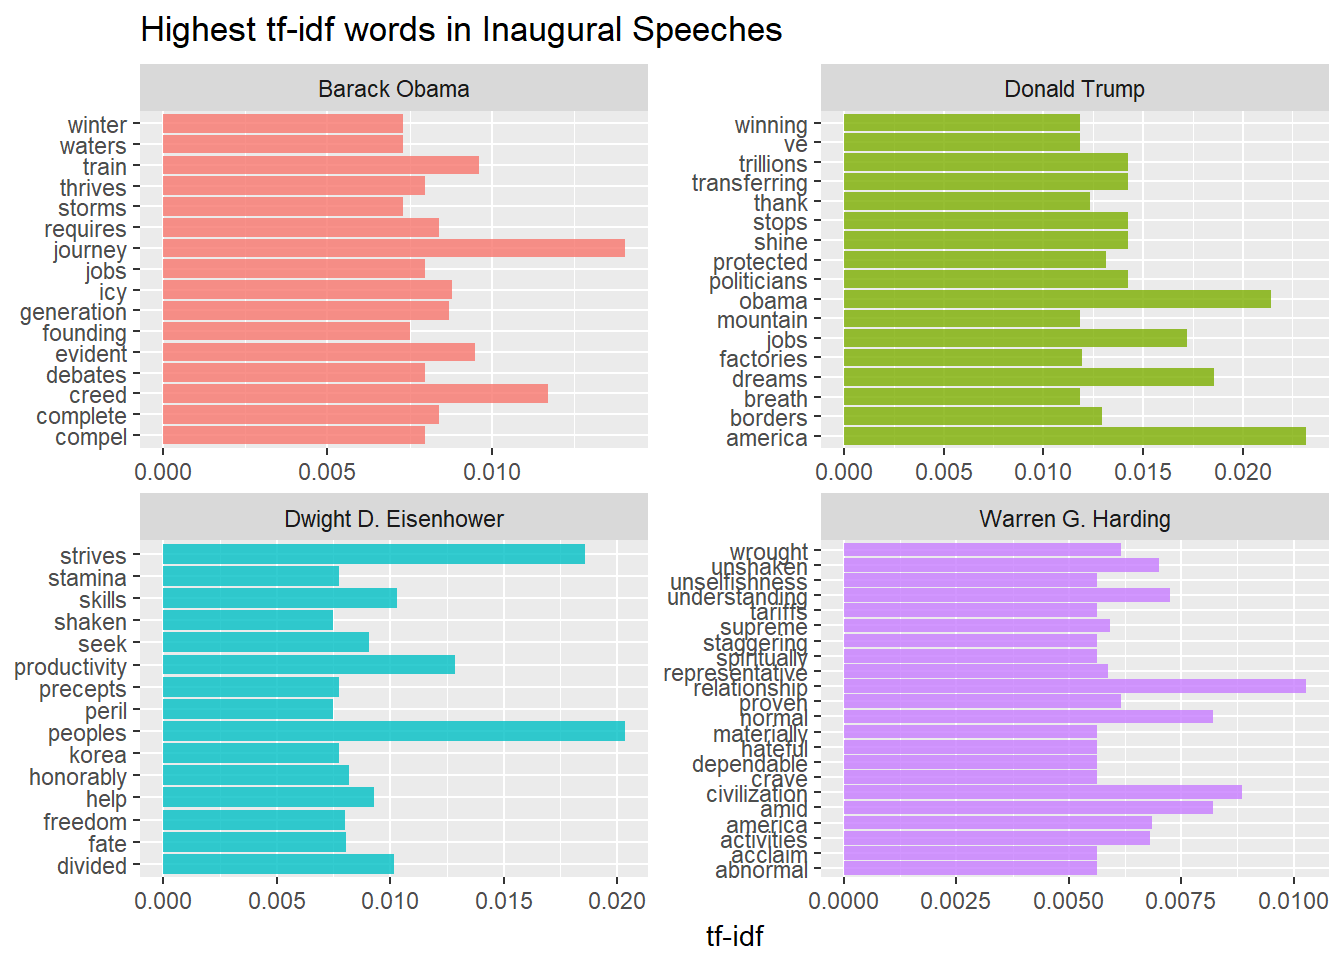 Highest tf-idf words in Inaugural Speeches
Barack Obama
winter
waters
train
thrives
storms
requires
journey
jobs
icy
generation
founding
evident
debates
creed
complete
compel
0.000 0.005 0.010
Donald Trump
winning
ve
trillions
transferring
thank
stops
shine
protected
politicians
obama
mountain
jobs
factories
dreams
breath
borders
america
0.000 0.005 0.010 0.015 0.020
Dwight D. Eisenhower
strives
stamina
skills
shaken
seek
productivity
precepts
peril
peoples
korea
honorably
help
freedom
fate
divided
0.000 0.005 0.010 0.015 0.020
Warren G. Harding
wrought
unshaken
unselfishness
understanding
tariffs
supreme
staggering
spiritually
representative
relationship
proven
normal
materially
hateful
dependable
crave
civilization
amid
america
activities
acclaim
abnormal
0.0000 0.0025 0.0050 0.0075 0.0100
tf-idf